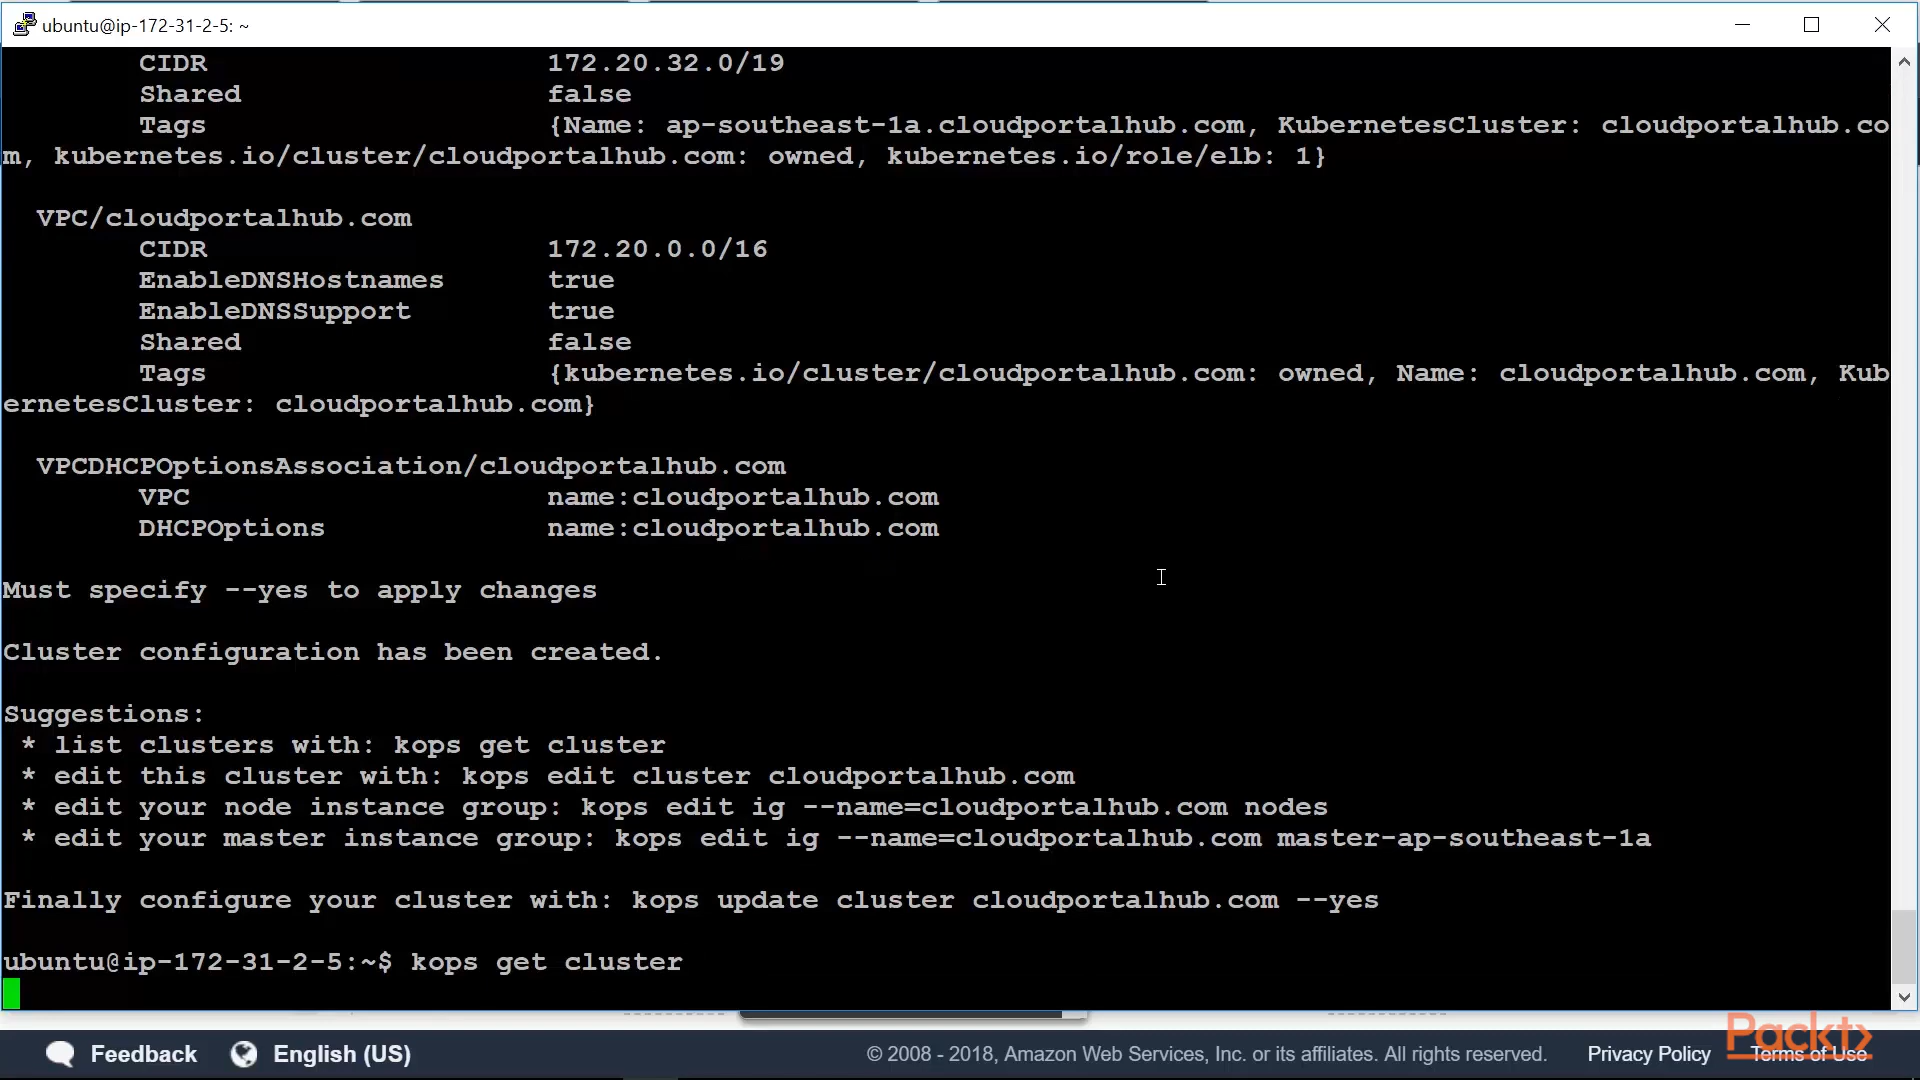 ubuntu@ip-172-31-2-5: ~
CIDR 172.20.32.0/19
Shared false
Tags {Name: ap-southeast-1a.cloudportalhub.com, KubernetesCluster: cloudportalhub.co
m, kubernetes.io/cluster/cloudportalhub.com: owned, kubernetes.io/role/elb: 1}
VPC/cloudportalhub.com
CIDR 172.20.0.0/16
EnableDNSHostnames true
EnableDNSSupport true
Shared false
Tags {kubernetes.io/cluster/cloudportalhub.com: owned, Name: cloudportalhub.com, Kub
ernetesCluster: cloudportalhub.com}
VPCDHCPOptionsAssociation/cloudportalhub.com
VPC name:cloudportalhub.com
DHCPOptions name:cloudportalhub.com
Must specify --yes to apply changes
Cluster configuration has been created.
Suggestions:
* list clusters with: kops get cluster
* edit this cluster with: kops edit cluster cloudportalhub.com
* edit your node instance group: kops edit ig --name=cloudportalhub.com nodes
* edit your master instance group: kops edit ig --name=cloudportalhub.com master-ap-southeast-1a
Finally configure your cluster with: kops update cluster cloudportalhub.com --yes
ubuntu@ip-172-31-2-5:~$ kops get cluster
Feedback English (US) © 2008 - 2018, Amazon Web Services, Inc. or its affiliates. All rights reserved. Privacy Policy Terms of Use
Packt>